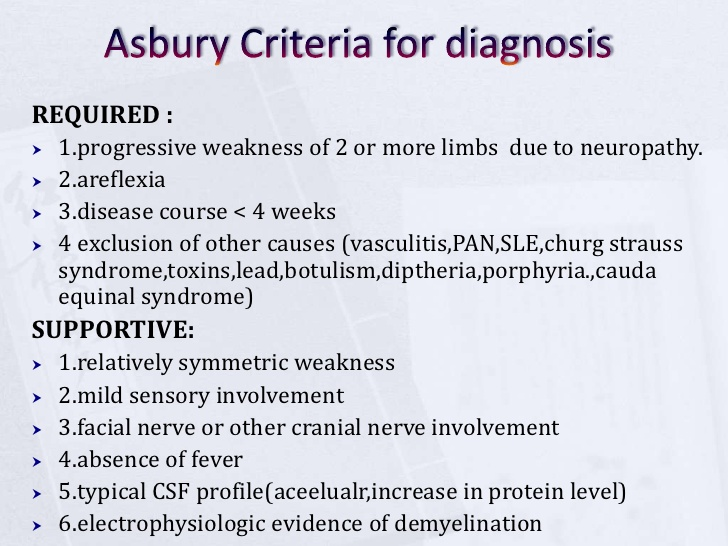 Asbury Criteria for diagnosis
REQUIRED :
1.progressive weakness of 2 or more limbs due to neuropathy.
2.areflexia
3.disease course < 4 weeks
4 exclusion of other causes (vasculitis,PAN,SLE,churg strauss
syndrome,toxins,lead,botulism,diptheria,porphyria.,cauda
equinal syndrome)
SUPPORTIVE:
1.relatively symmetric weakness
2.mild sensory involvement
3.facial nerve or other cranial nerve involvement
4.absence of fever
5.typical CSF profile(aceelualr,increase in protein level)
6.electrophysiologic evidence of demyelination